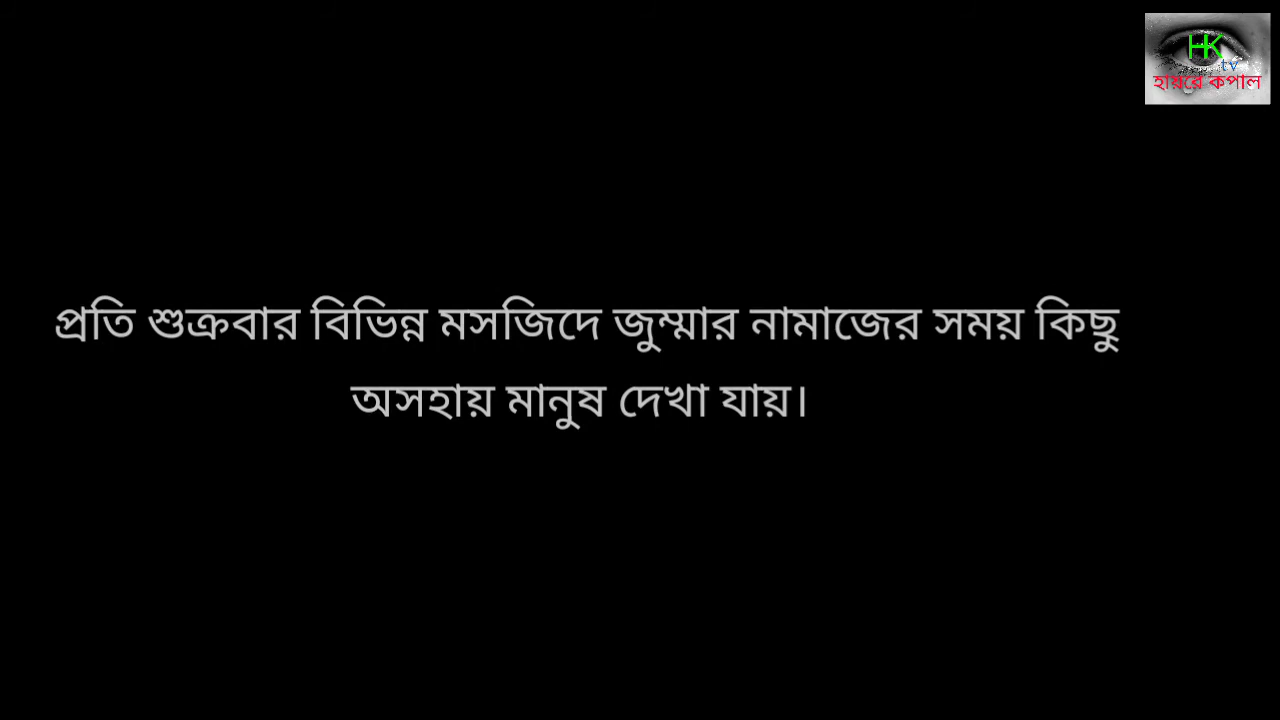 HK
tv
হায়রে কপাল
প্রতি শুক্রবার বিভিন্ন মসজিদে জুম্মার নামাজের সময় কিছু
অসহায় মানুষ দেখা যায়।